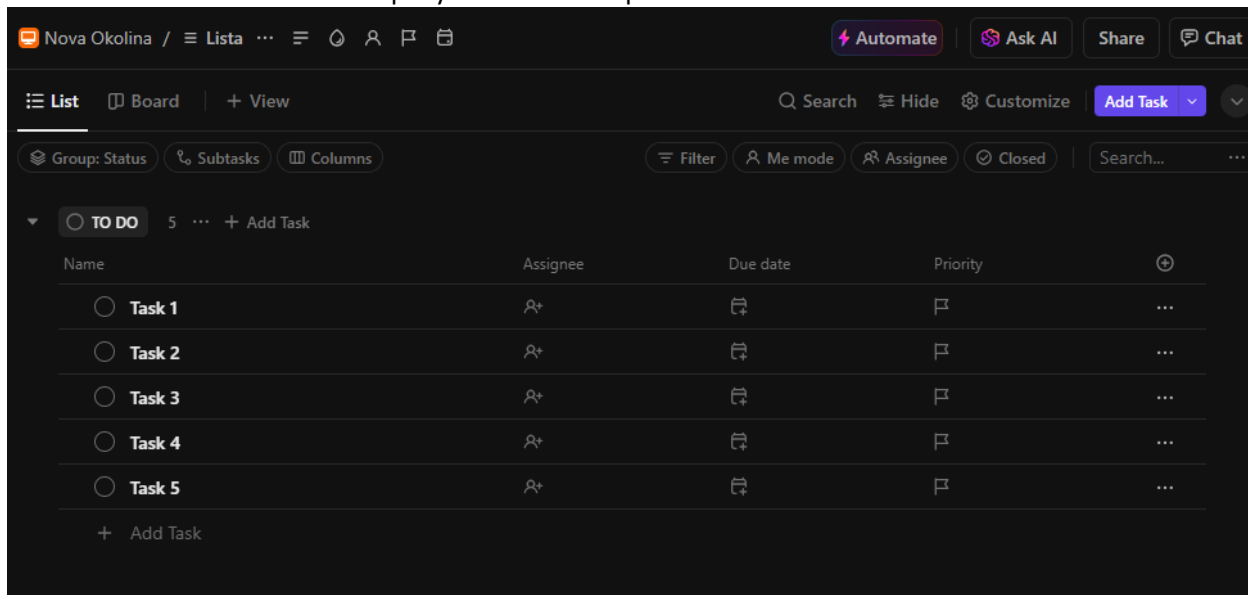 Nova Okolina / Lista ... Automate Ask AI Share Chat
List Board + View Search Hide Customize Add Task
Group: Status Subtasks Columns Filter Me mode Assignee Closed Search... ...
TO DO 5 ... + Add Task
Name Assignee Due date Priority
Task 1 ...
Task 2 ...
Task 3 ...
Task 4 ...
Task 5 ...
+ Add Task